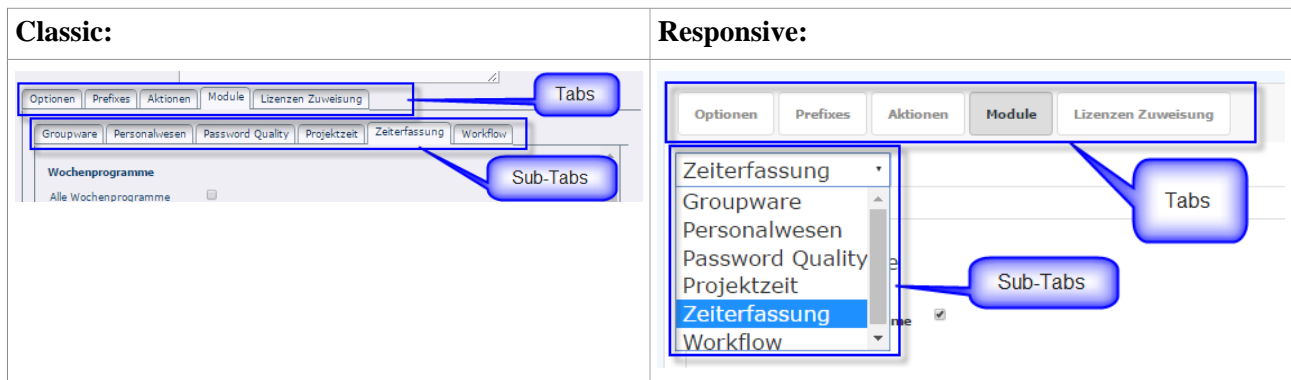 Classic:
Responsive:
Optionen Prefixes Aktionen Module Lizenzen Zuweisung
Tabs
Groupware Personalwesen Password Quality Projektzeit Zeiterfassung Workflow
Sub-Tabs
Wochenprogramme
Alle Wochenprogramme
Optionen Prefixes Aktionen Module Lizenzen Zuweisung
Tabs
Zeiterfassung
Groupware
Personalwesen
Password Quality
Projektzeit
Zeiterfassung
Workflow
Sub-Tabs